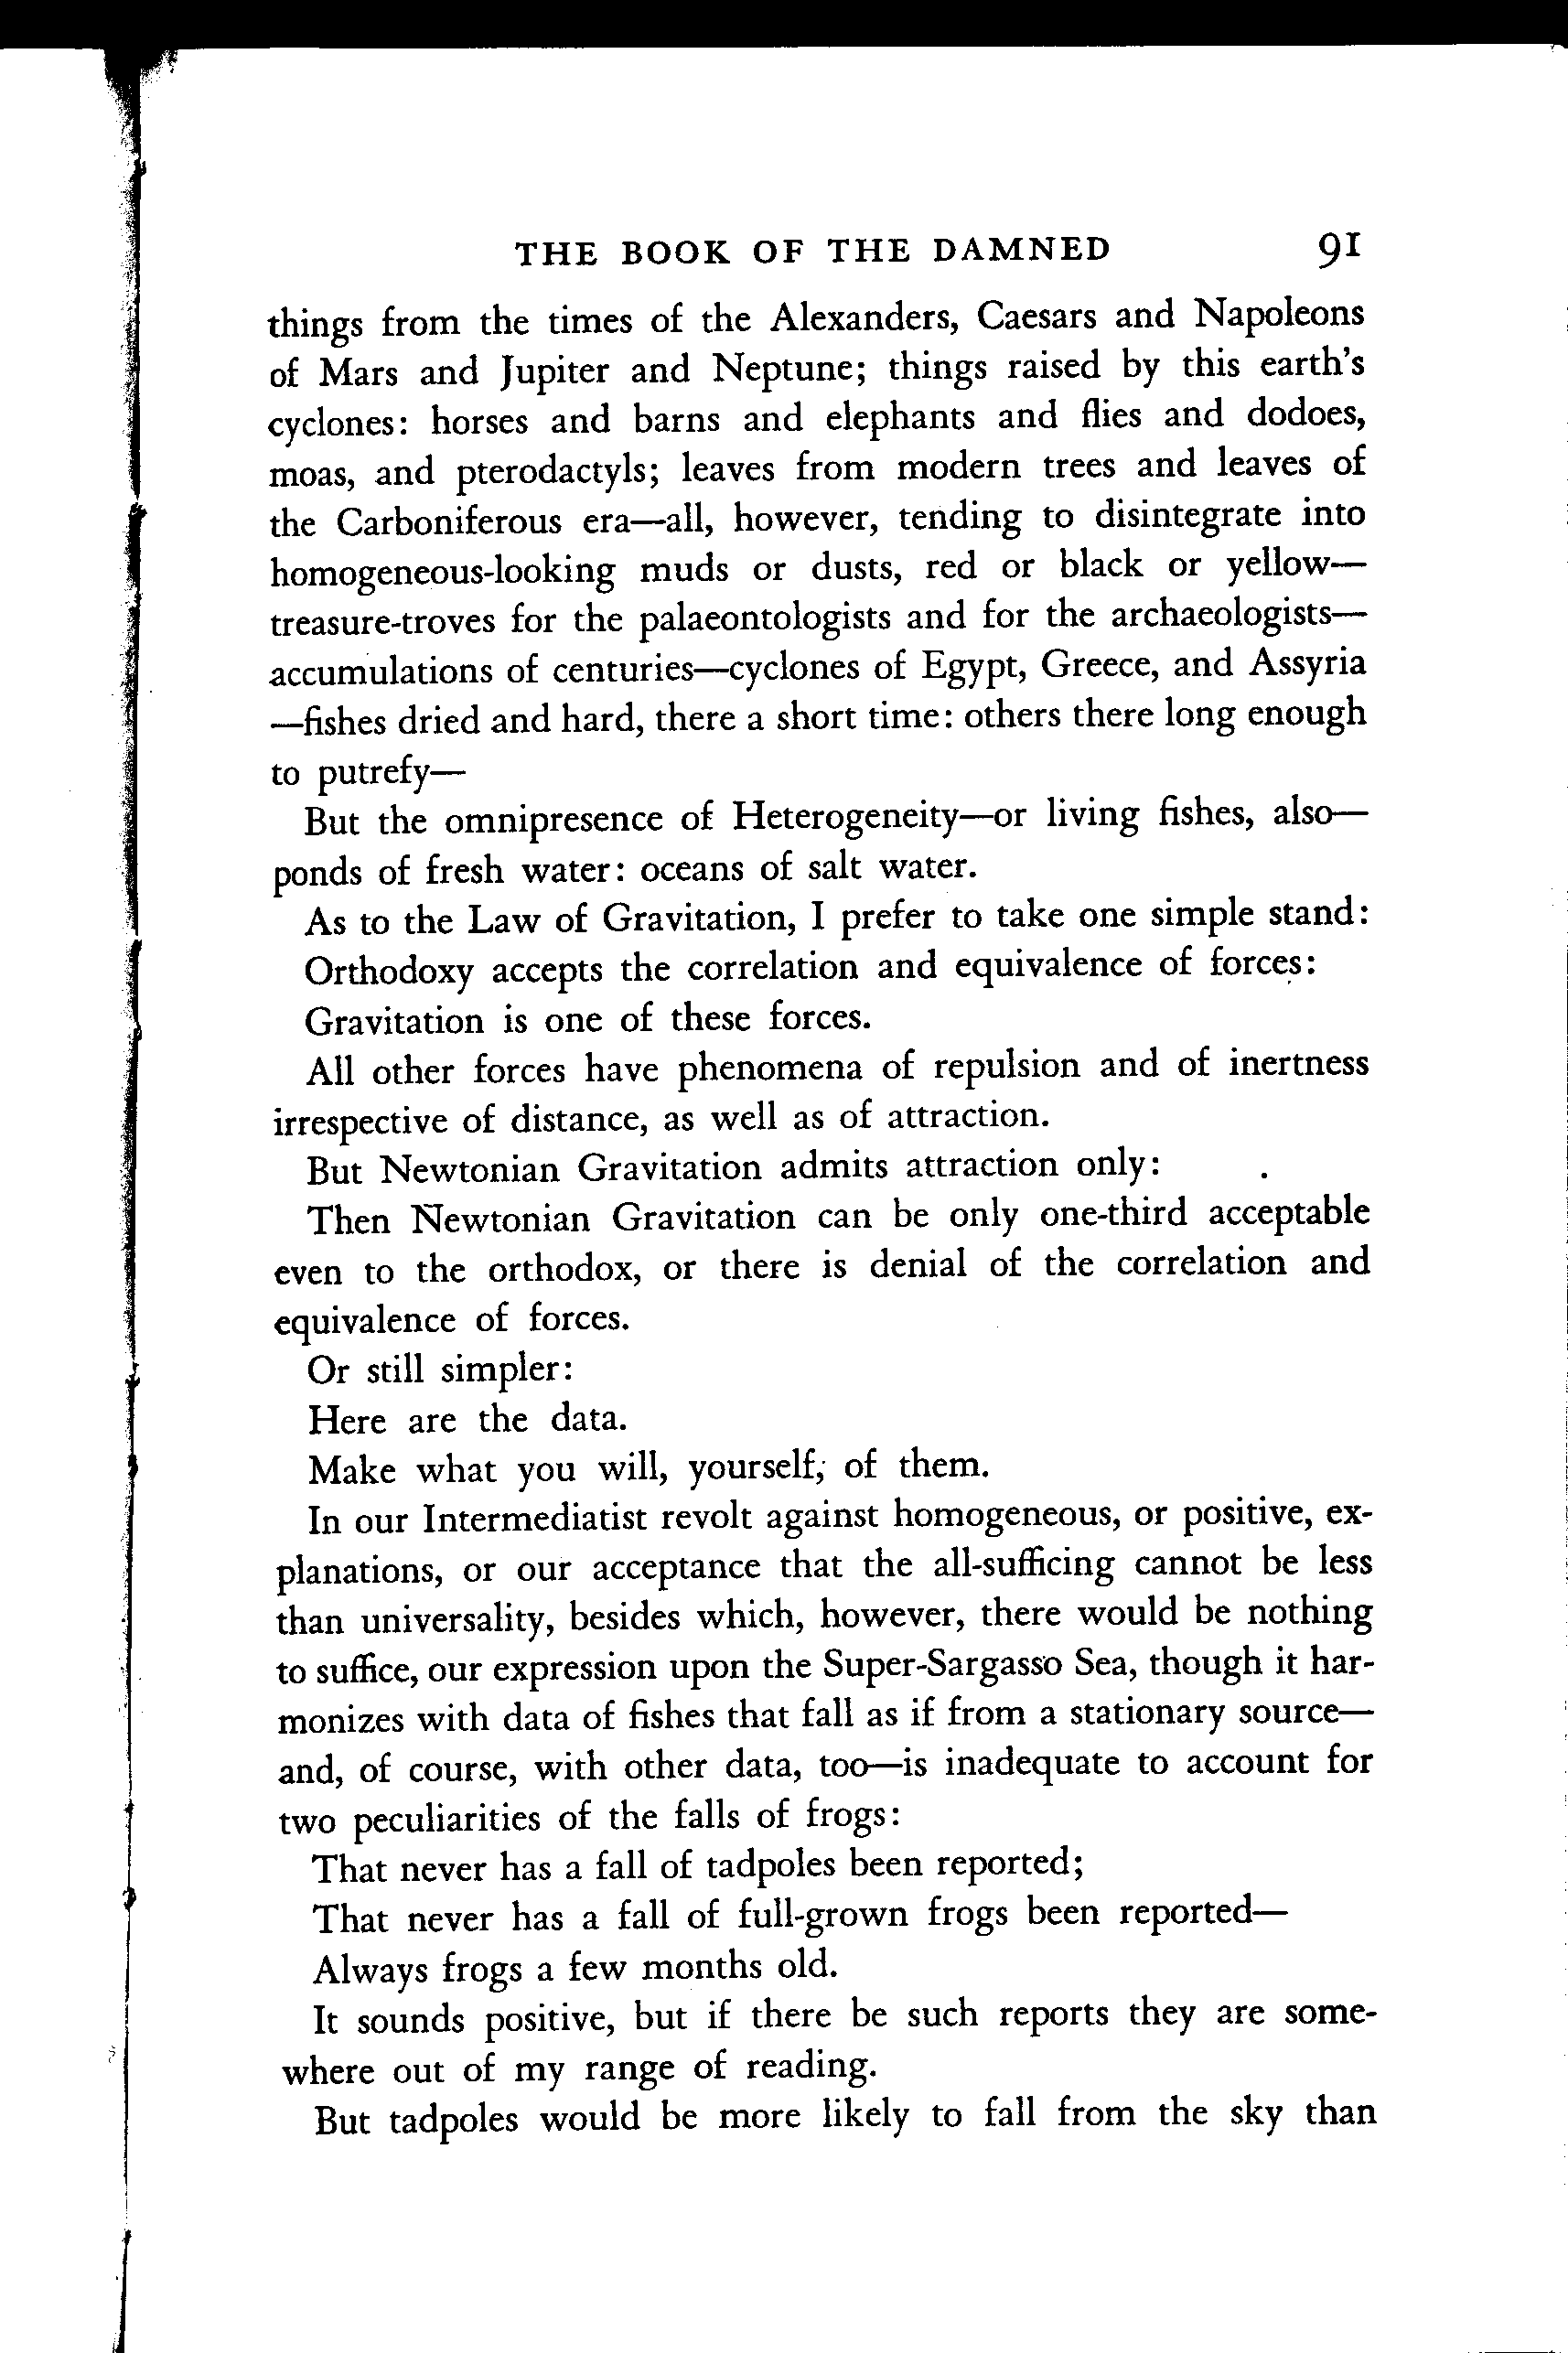 THE BOOK OF THE DAMNED 91
things from the times of the Alexanders, Caesars and Napoleons
of Mars and Jupiter and Neptune; things raised by this earth's
cyclones: horses and barns and elephants and flies and dodoes,
moas, and pterodactyls; leaves from modern trees and leaves of
the Carboniferous era—all, however, tending to disintegrate into
homogeneous-looking muds or dusts, red or black or yellow—
treasure-troves for the palaeontologists and for the archaeologists—
accumulations of centuries—cyclones of Egypt, Greece, and Assyria
—fishes dried and hard, there a short time: others there long enough
to putrefy—
But the omnipresence of Heterogeneity—or living fishes, also—
ponds of fresh water: oceans of salt water.
As to the Law of Gravitation, I prefer to take one simple stand:
Orthodoxy accepts the correlation and equivalence of forces:
Gravitation is one of these forces.
All other forces have phenomena of repulsion and of inertness
irrespective of distance, as well as of attraction.
But Newtonian Gravitation admits attraction only:
Then Newtonian Gravitation can be only one-third acceptable
even to the orthodox, or there is denial of the correlation and
equivalence of forces.
Or still simpler:
Here are the data.
Make what you will, yourself, of them.
In our Intermediatist revolt against homogeneous, or positive, ex-
planations, or our acceptance that the all-sufficing cannot be less
than universality, besides which, however, there would be nothing
to suffice, our expression upon the Super-Sargasso Sea, though it har-
monizes with data of fishes that fall as if from a stationary source—
and, of course, with other data, too—is inadequate to account for
two peculiarities of the falls of frogs:
That never has a fall of tadpoles been reported;
That never has a fall of full-grown frogs been reported—
Always frogs a few months old.
It sounds positive, but if there be such reports they are some-
where out of my range of reading.
But tadpoles would be more likely to fall from the sky than